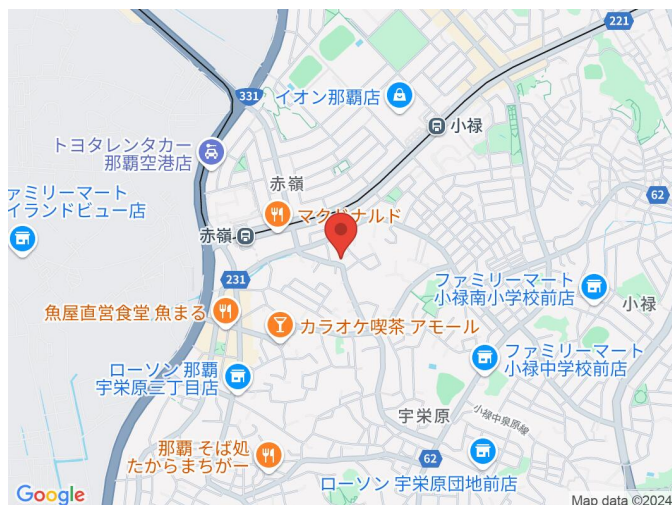 221
331
イオン那覇店
小禄
トヨタレンタカー
那覇空港店
赤嶺
62
ァミリーマート
イランドビュー店
マクドナルド
赤嶺
231
ファミリーマート
小禄南小学校前店
小禄
魚屋直営食堂 魚まる
カラオケ喫茶 アモール
ファミリーマート
小禄中学校前店
ローソン 那覇
宇栄原三丁目店
宇栄原
小禄中泉原線
那覇 そば処
たからまちがー
62
ローソン 宇栄原団地前店
Google
Map data ©2024